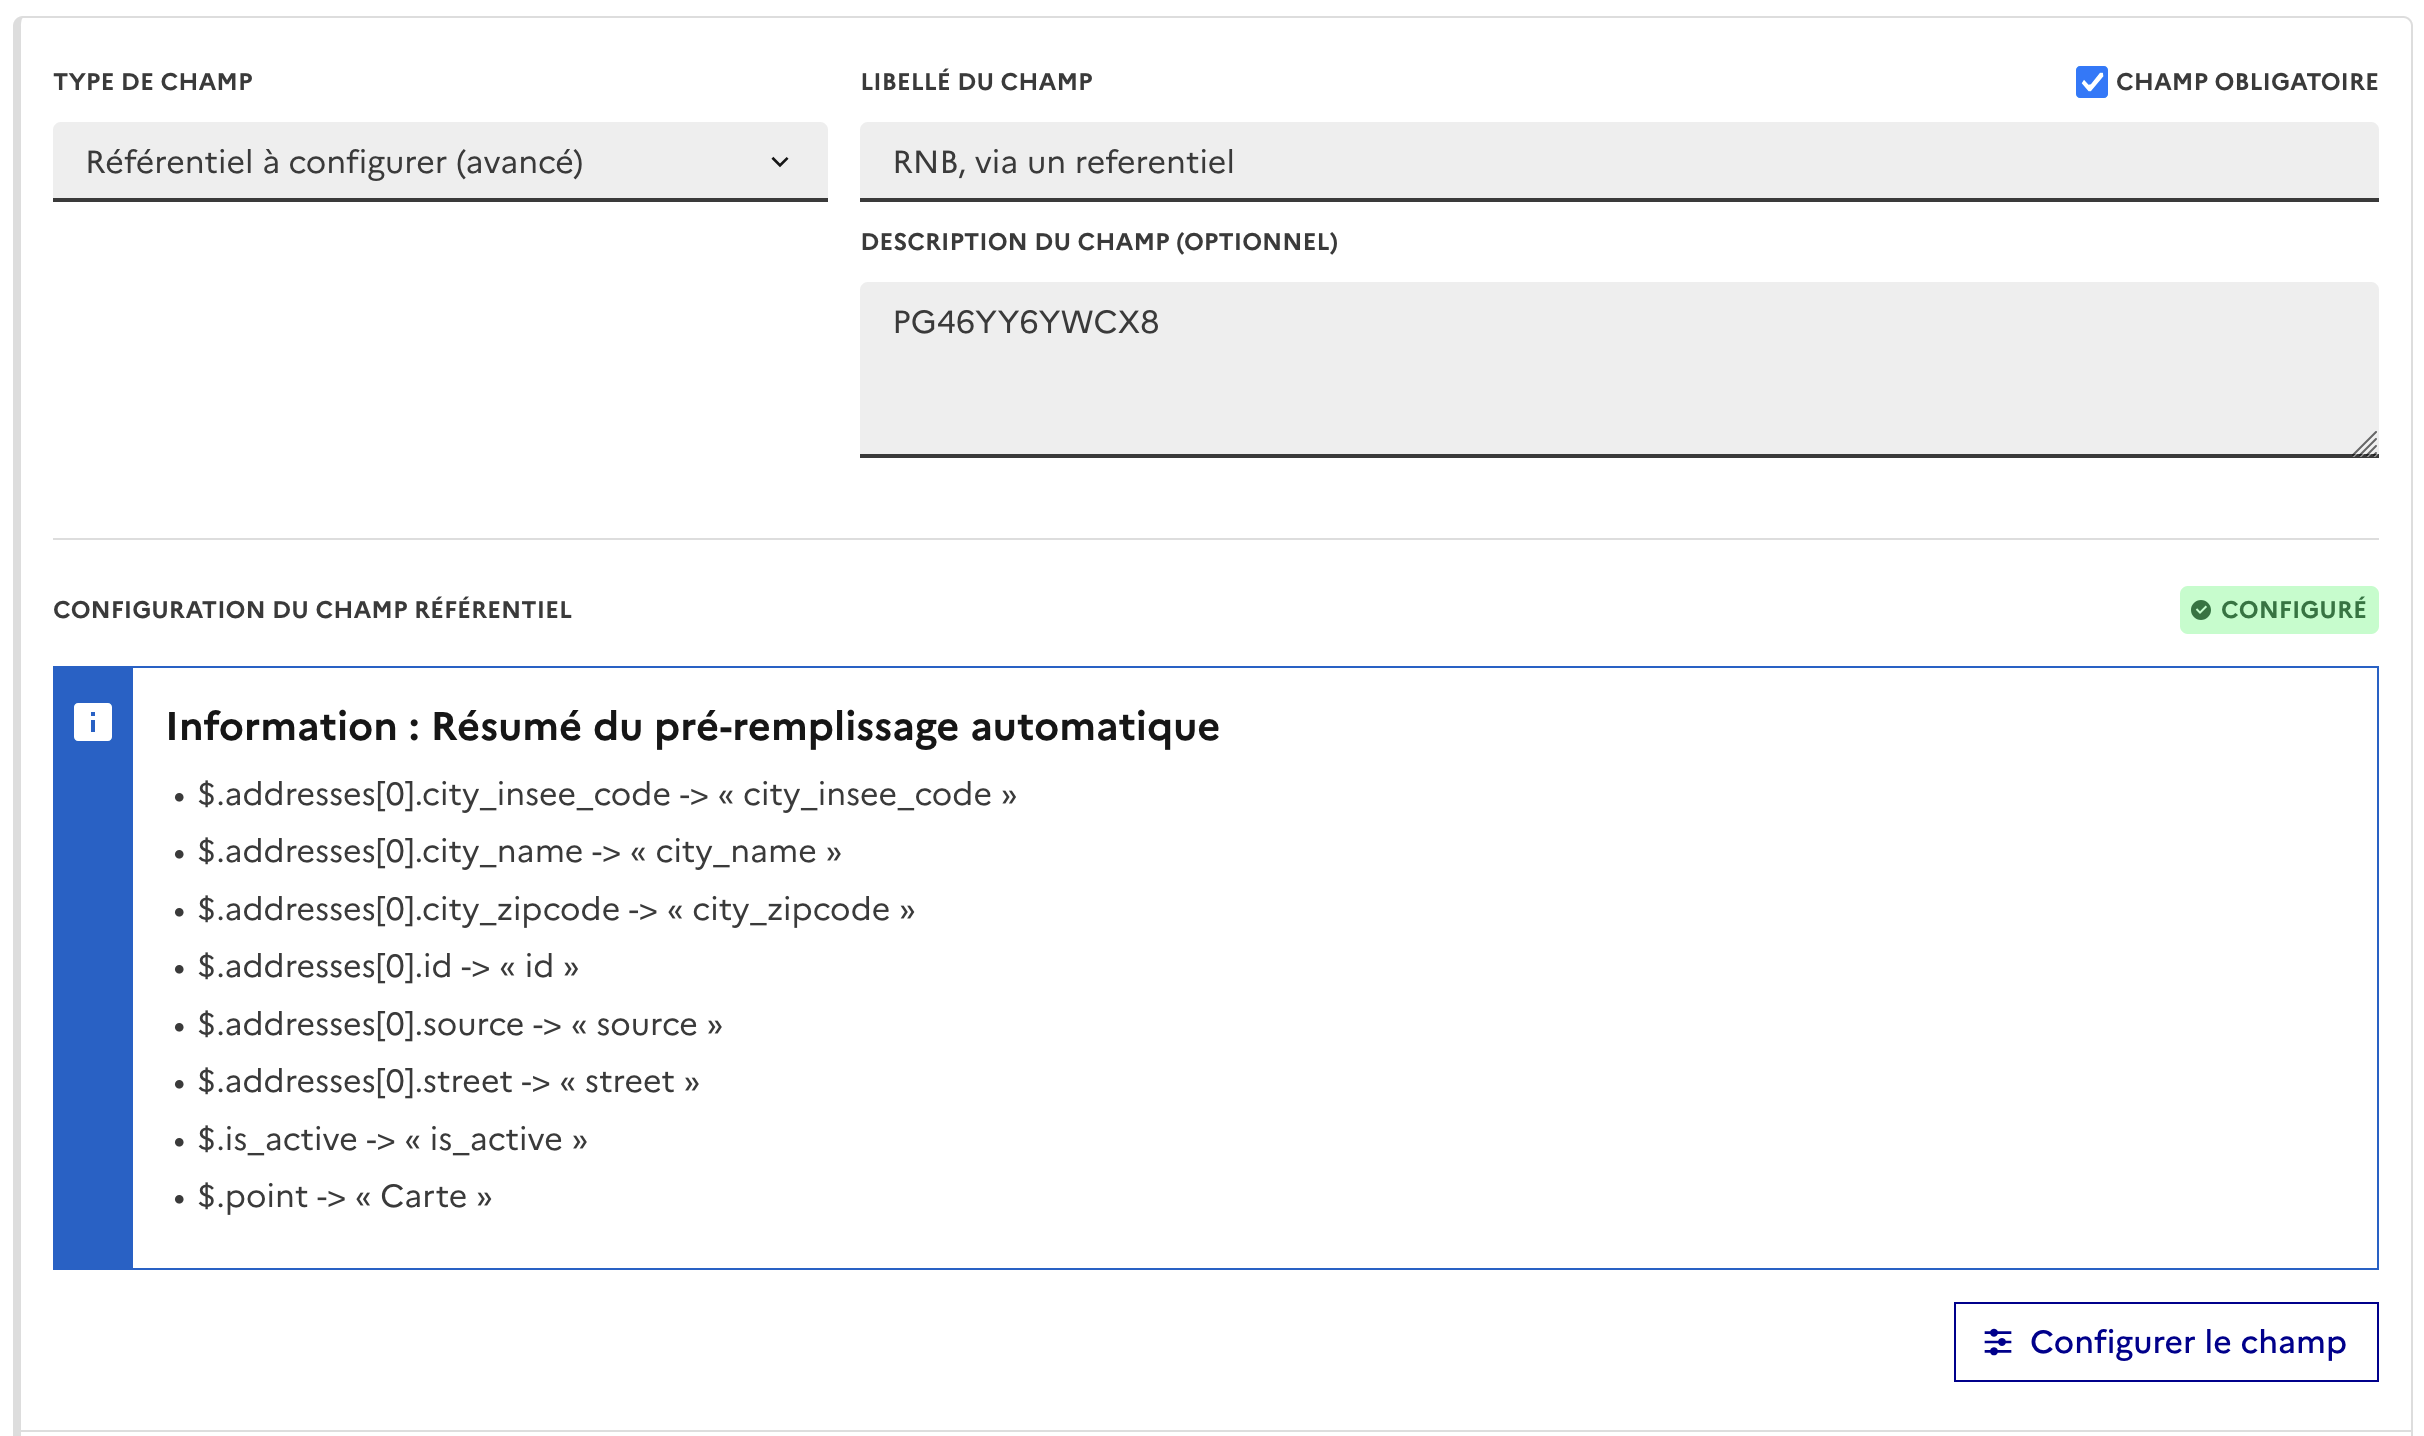 TYPE DE CHAMP
Référentiel à configurer (avancé)
LIBELLÉ DU CHAMP
CHAMP OBLIGATOIRE
RNB, via un referentiel
DESCRIPTION DU CHAMP (OPTIONNEL)
PG46YY6YWCX8
CONFIGURATION DU CHAMP RÉFÉRENTIEL
CONFIGURÉ
Information : Résumé du pré-remplissage automatique
• $.addresses[0].city_insee_code -> « city_insee_code »
• $.addresses[0].city_name -> « city_name »
• $.addresses[0].city_zipcode -> « city_zipcode »
• $.addresses[0].id -> « id »
• $.addresses[0].source -> « source »
• $.addresses[0].street -> « street »
• $.is_active -> « is_active »
• $.point -> « Carte »
Configurer le champ